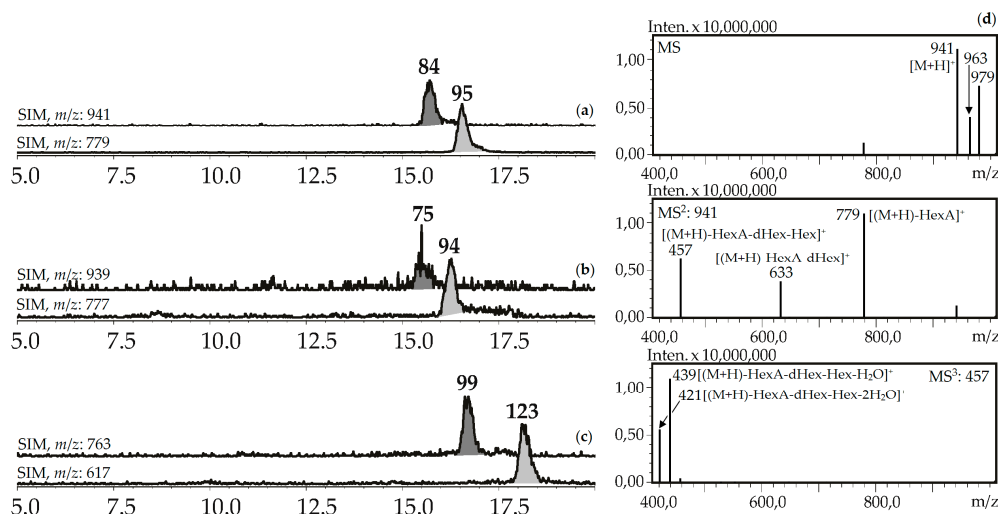 84
95
(a)
SIM, m/z: 941
SIM, m/z: 779
5.0 7.5 10.0 12.5 15.0 17.5
75
94
(b)
SIM, m/z: 939
SIM, m/z: 777
5.0 7.5 10.0 12.5 15.0 17.5
99
123
(c)
SIM, m/z: 763
SIM, m/z: 617
5.0 7.5 10.0 12.5 15.0 17.5
Inten. x 10,000,000
(d)
MS
1,00
941
[M+H]⁺
963
979
0,50
0,00
400,0 600,0 800,0 m/z
Inten. x 10,000,000
MS²: 941
1,00
779
[(M+H)-HexA]⁺
[(M+H)-HexA-dHex-Hex]⁺
457
[(M+H) HexA dHex]⁺
633
0,50
0,00
400,0 600,0 800,0 m/z
Inten. x 10,000,000
1,00
439[(M+H)-HexA-dHex-Hex-H₂O]⁺
MS³: 457
421[(M+H)-HexA-dHex-Hex-2H₂O]⁺
0,50
0,00
400,0 600,0 800,0 m/z